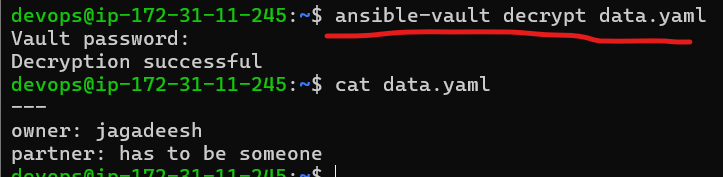 devops@ip-172-31-11-245:~$ ansible-vault decrypt data.yaml
Vault password:
Decryption successful
devops@ip-172-31-11-245:~$ cat data.yaml
---
owner: jagadeesh
partner: has to be someone
devops@ip-172-31-11-245:~$